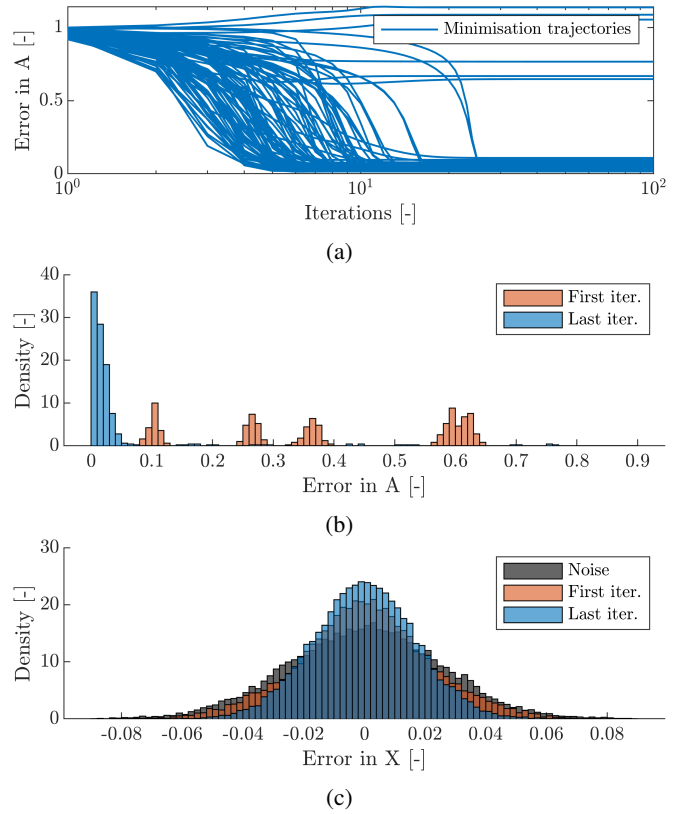 1
0.5
0
Error in A [-]
Minimisation trajectories
10^0
10^1
10^2
Iterations [-]
(a)
40
30
20
10
0
Density [-]
First iter.
Last iter.
0 0.1 0.2 0.3 0.4 0.5 0.6 0.7 0.8 0.9
Error in A [-]
(b)
30
20
10
0
Density [-]
Noise
First iter.
Last iter.
-0.08 -0.06 -0.04 -0.02 0 0.02 0.04 0.06 0.08
Error in X [-]
(c)